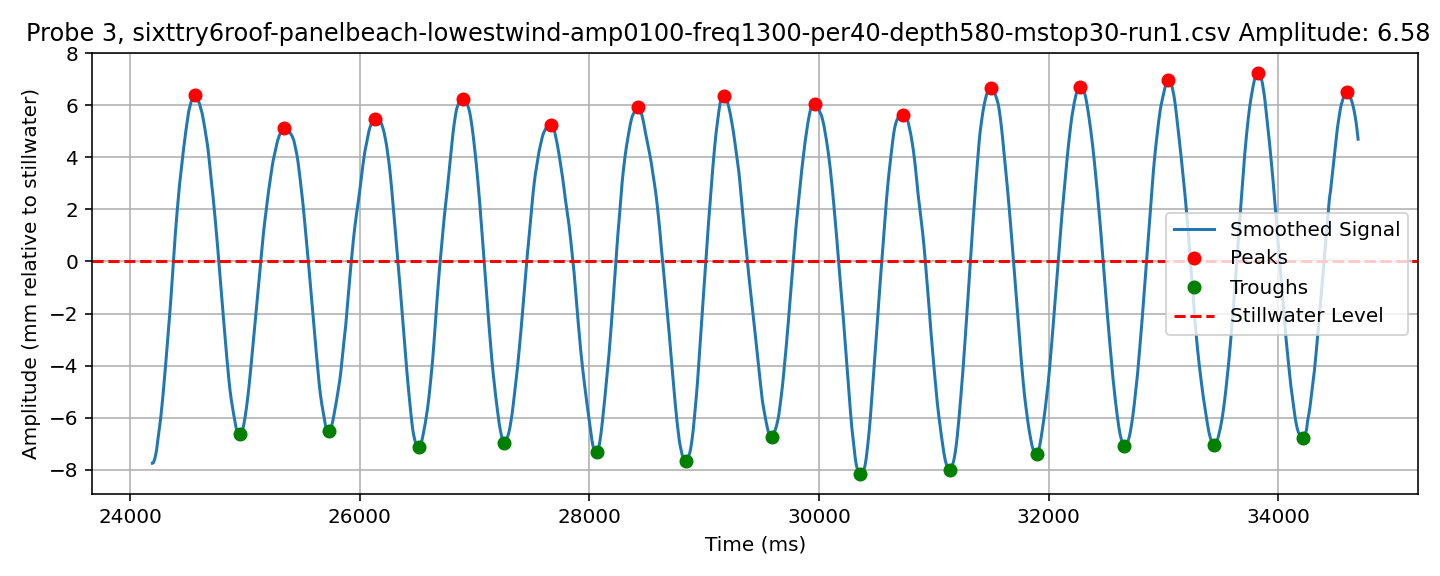 Probe 3, sixttry6roof-panelbeach-lowestwind-amp0100-freq1300-per40-depth580-mstop30-run1.csv Amplitude: 6.58
Amplitude (mm relative to stillwater)
8
6
4
2
0
−2
−4
−6
−8
Smoothed Signal
Peaks
Troughs
Stillwater Level
24000 26000 28000 30000 32000 34000
Time (ms)